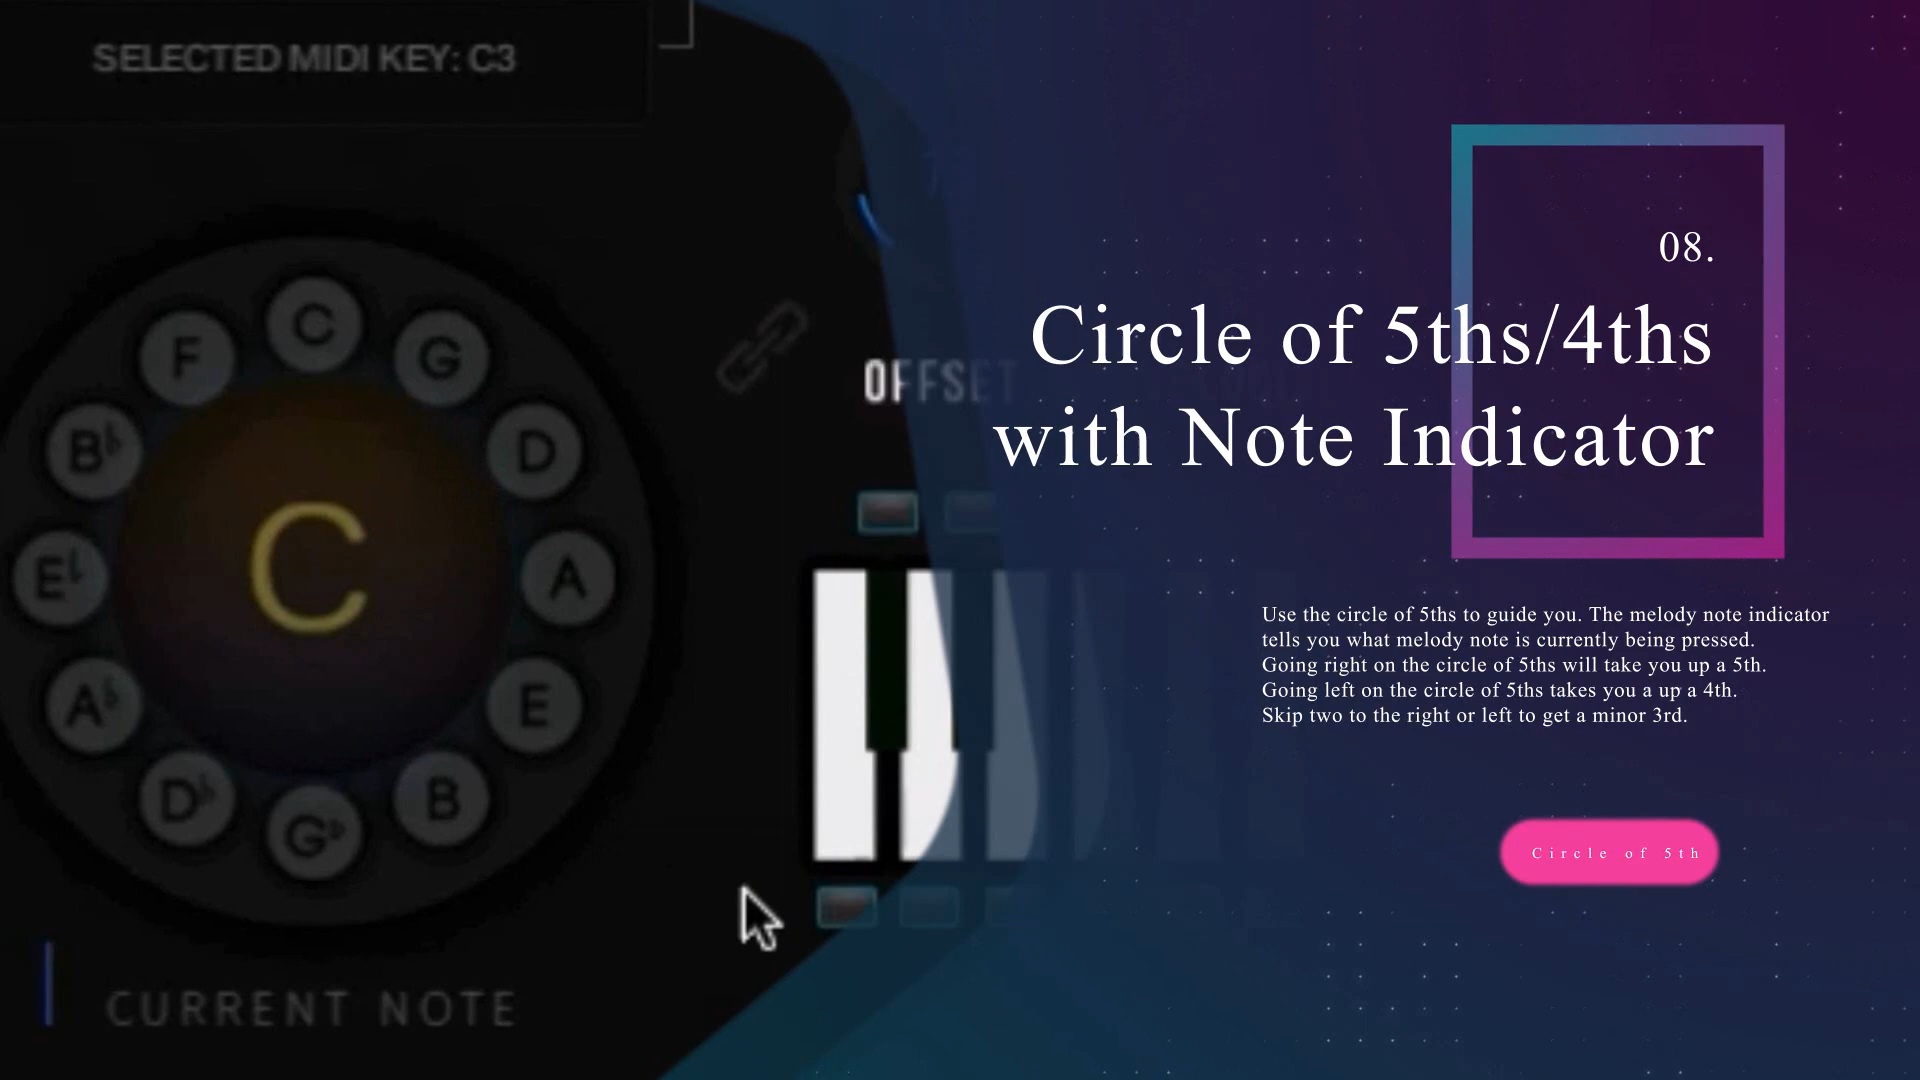 SELECTED MIDI KEY: C3
08.
Circle of 5ths/4ths
with Note Indicator
OFFSET
C
F
G
B♭
D
E♭
C
A
A♭
E
D♭
B
G♭
CURRENT NOTE
Use the circle of 5ths to guide you. The melody note indicator
tells you what melody note is currently being pressed.
Going right on the circle of 5ths will take you up a 5th.
Going left on the circle of 5ths takes you a up a 4th.
Skip two to the right or left to get a minor 3rd.
Circle of 5th